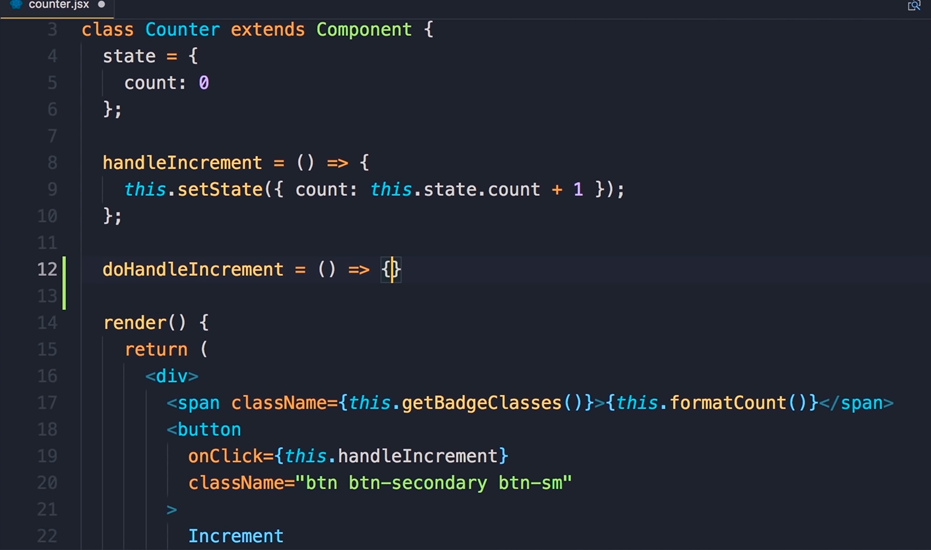 counter.jsx
3 class Counter extends Component {
4 state = {
5 count: 0
6 };
7
8 handleIncrement = () => {
9 this.setState({ count: this.state.count + 1 });
10 };
11
12 doHandleIncrement = () => {}
13
14 render() {
15 return (
16 <div>
17 <span className={this.getBadgeClasses()}>{this.formatCount()}</span>
18 <button
19 onClick={this.handleIncrement}
20 className="btn btn-secondary btn-sm"
21 >
22 Increment